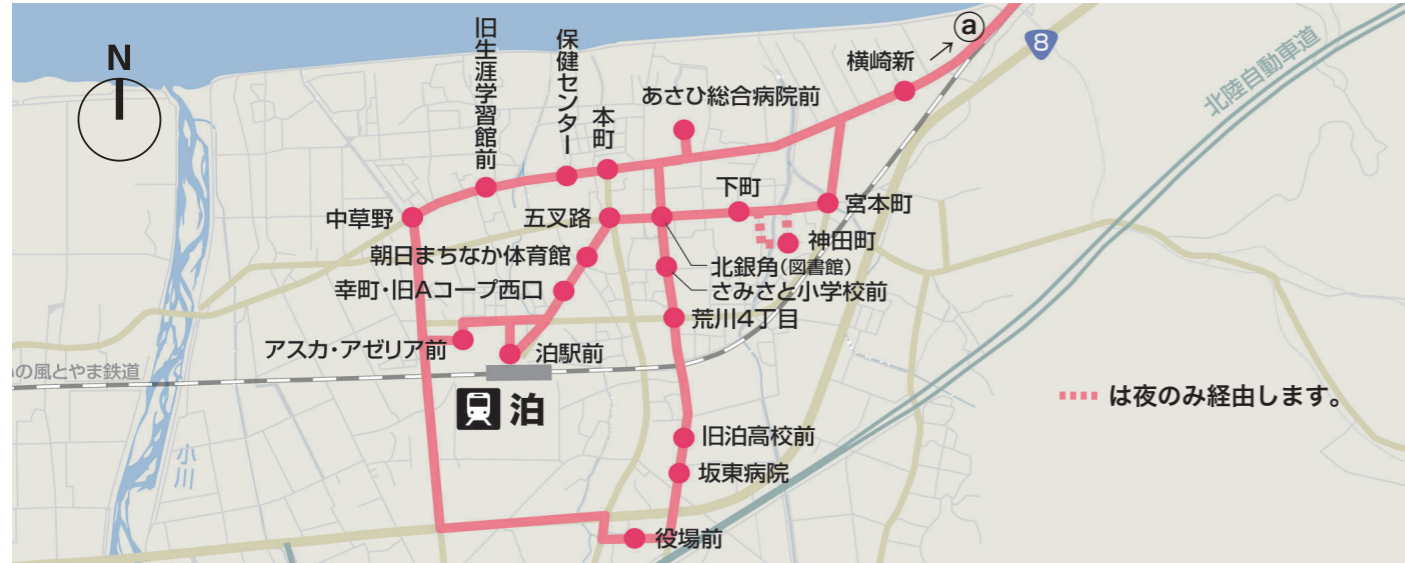 N
旧生涯学習館前
保健センター
本町
あさひ総合病院前
横崎新
ⓐ
8
北陸自動車道
中草野
五叉路
下町
宮本町
神田町
朝日まちなか体育館
北銀角(図書館)
幸町・旧Aコープ西口
さみさと小学校前
荒川4丁目
アスカ・アゼリア前
泊駅前
の風とやま鉄道
泊
は夜のみ経由します。
小川
旧泊高校前
坂東病院
役場前